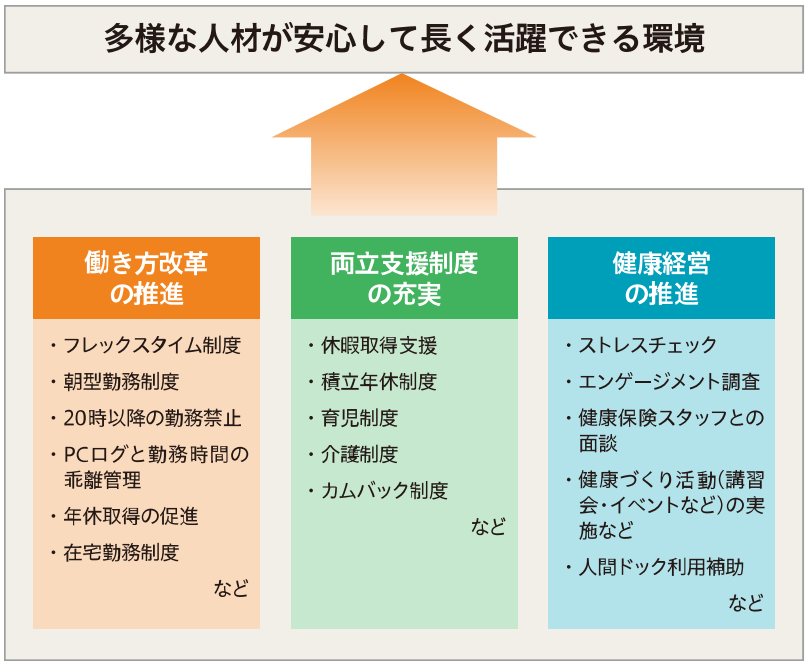 多様な人材が安心して長く活躍できる環境
働き方改革
の推進
・フレックスタイム制度
・朝型勤務制度
・20時以降の勤務禁止
・PCログと勤務時間の
乖離管理
・年休取得の促進
・在宅勤務制度
など
両立支援制度
の充実
・休暇取得支援
・積立年休制度
・育児制度
・介護制度
・カムバック制度
など
健康経営
の推進
・ストレスチェック
・エンゲージメント調査
・健康保険スタッフとの
面談
・健康づくり活動(講習
会・イベントなど)の実
施など
・人間ドック利用補助
など